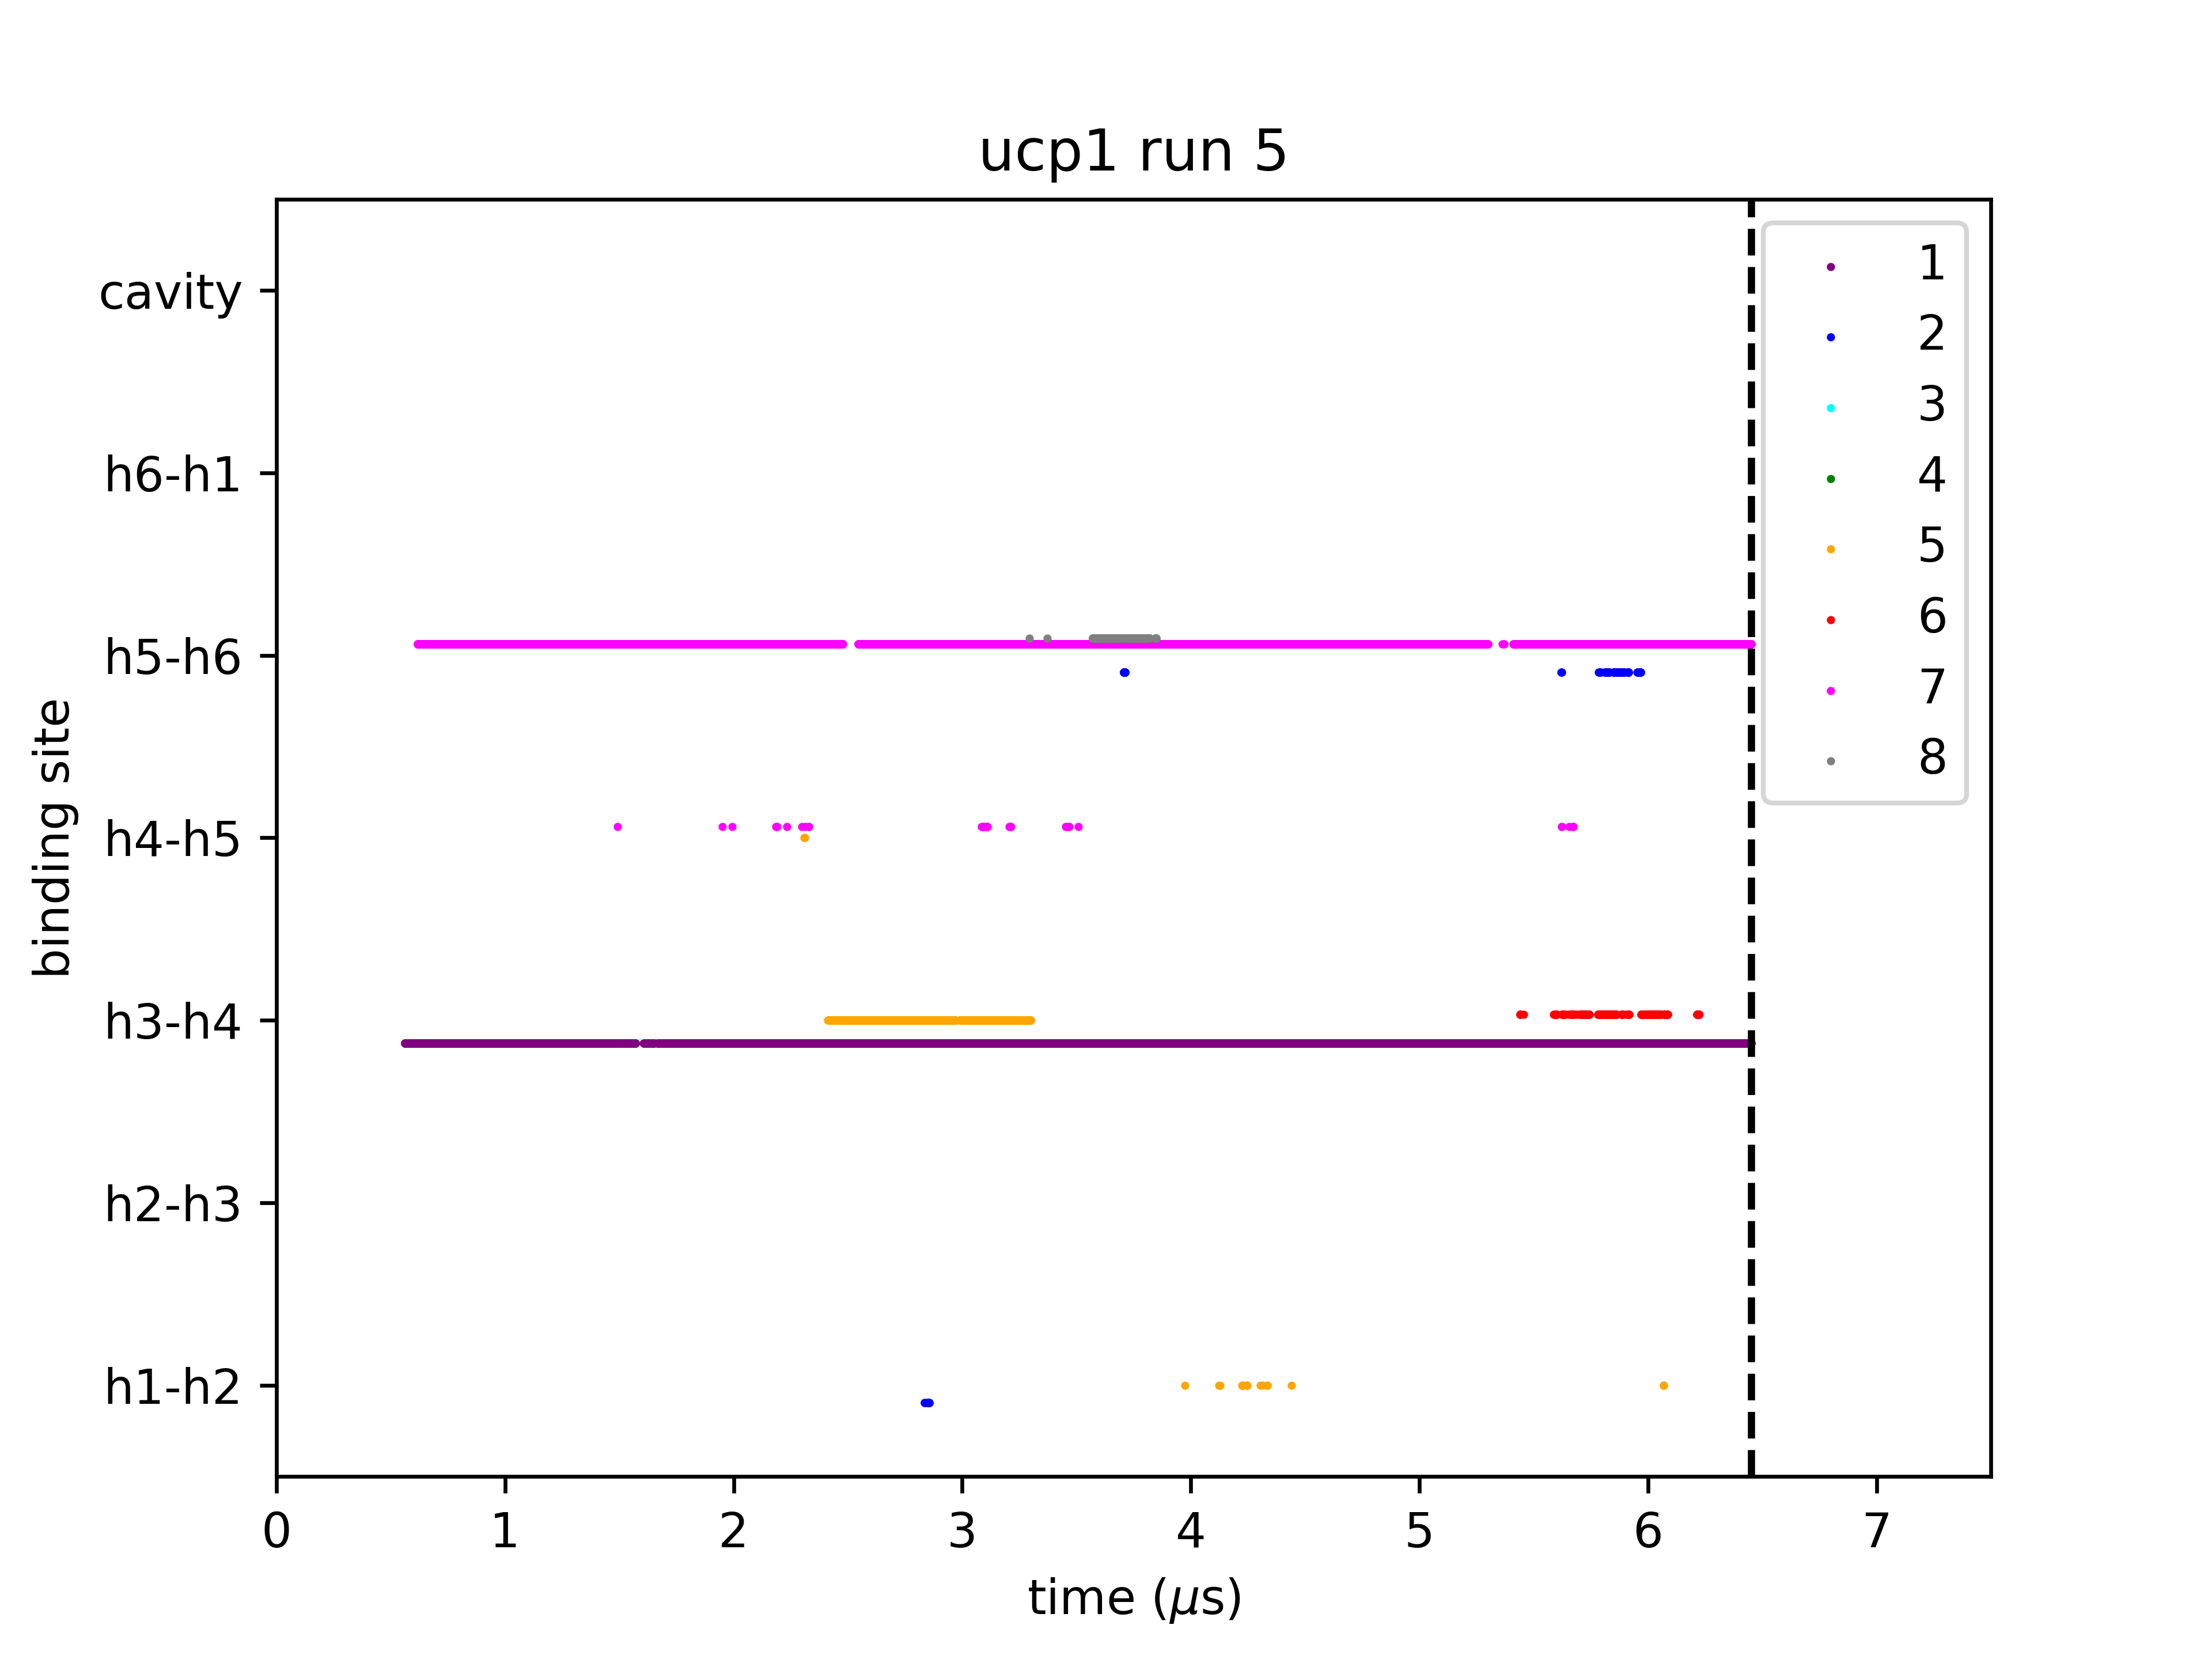 ucp1 run 5
cavity
h6-h1
h5-h6
h4-h5
h3-h4
h2-h3
h1-h2
binding site
0 1 2 3 4 5 6 7
time (μs)
1
2
3
4
5
6
7
8